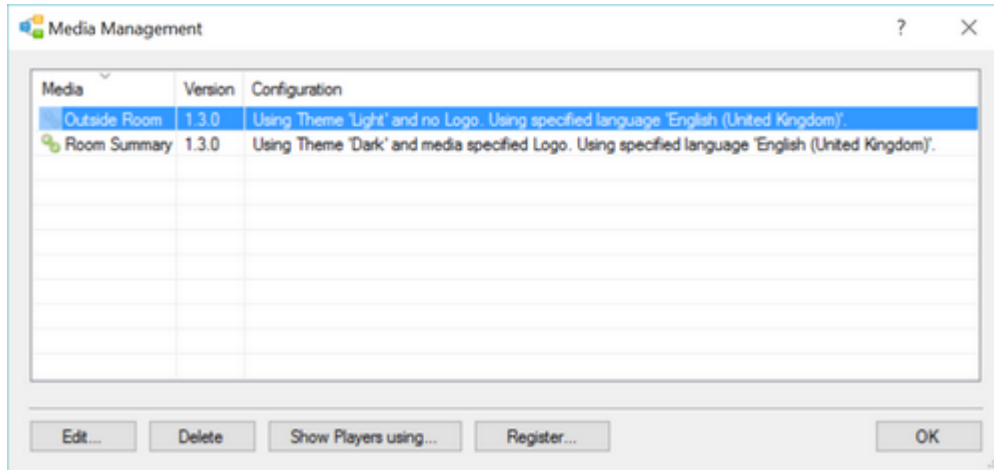 Media Management ?
Media Version Configuration
Outside Room 1.3.0 Using Theme 'Light' and no Logo. Using specified language 'English (United Kingdom)'.
Room Summary 1.3.0 Using Theme 'Dark' and media specified Logo. Using specified language 'English (United Kingdom)'.
Edit... Delete Show Players using... Register... OK